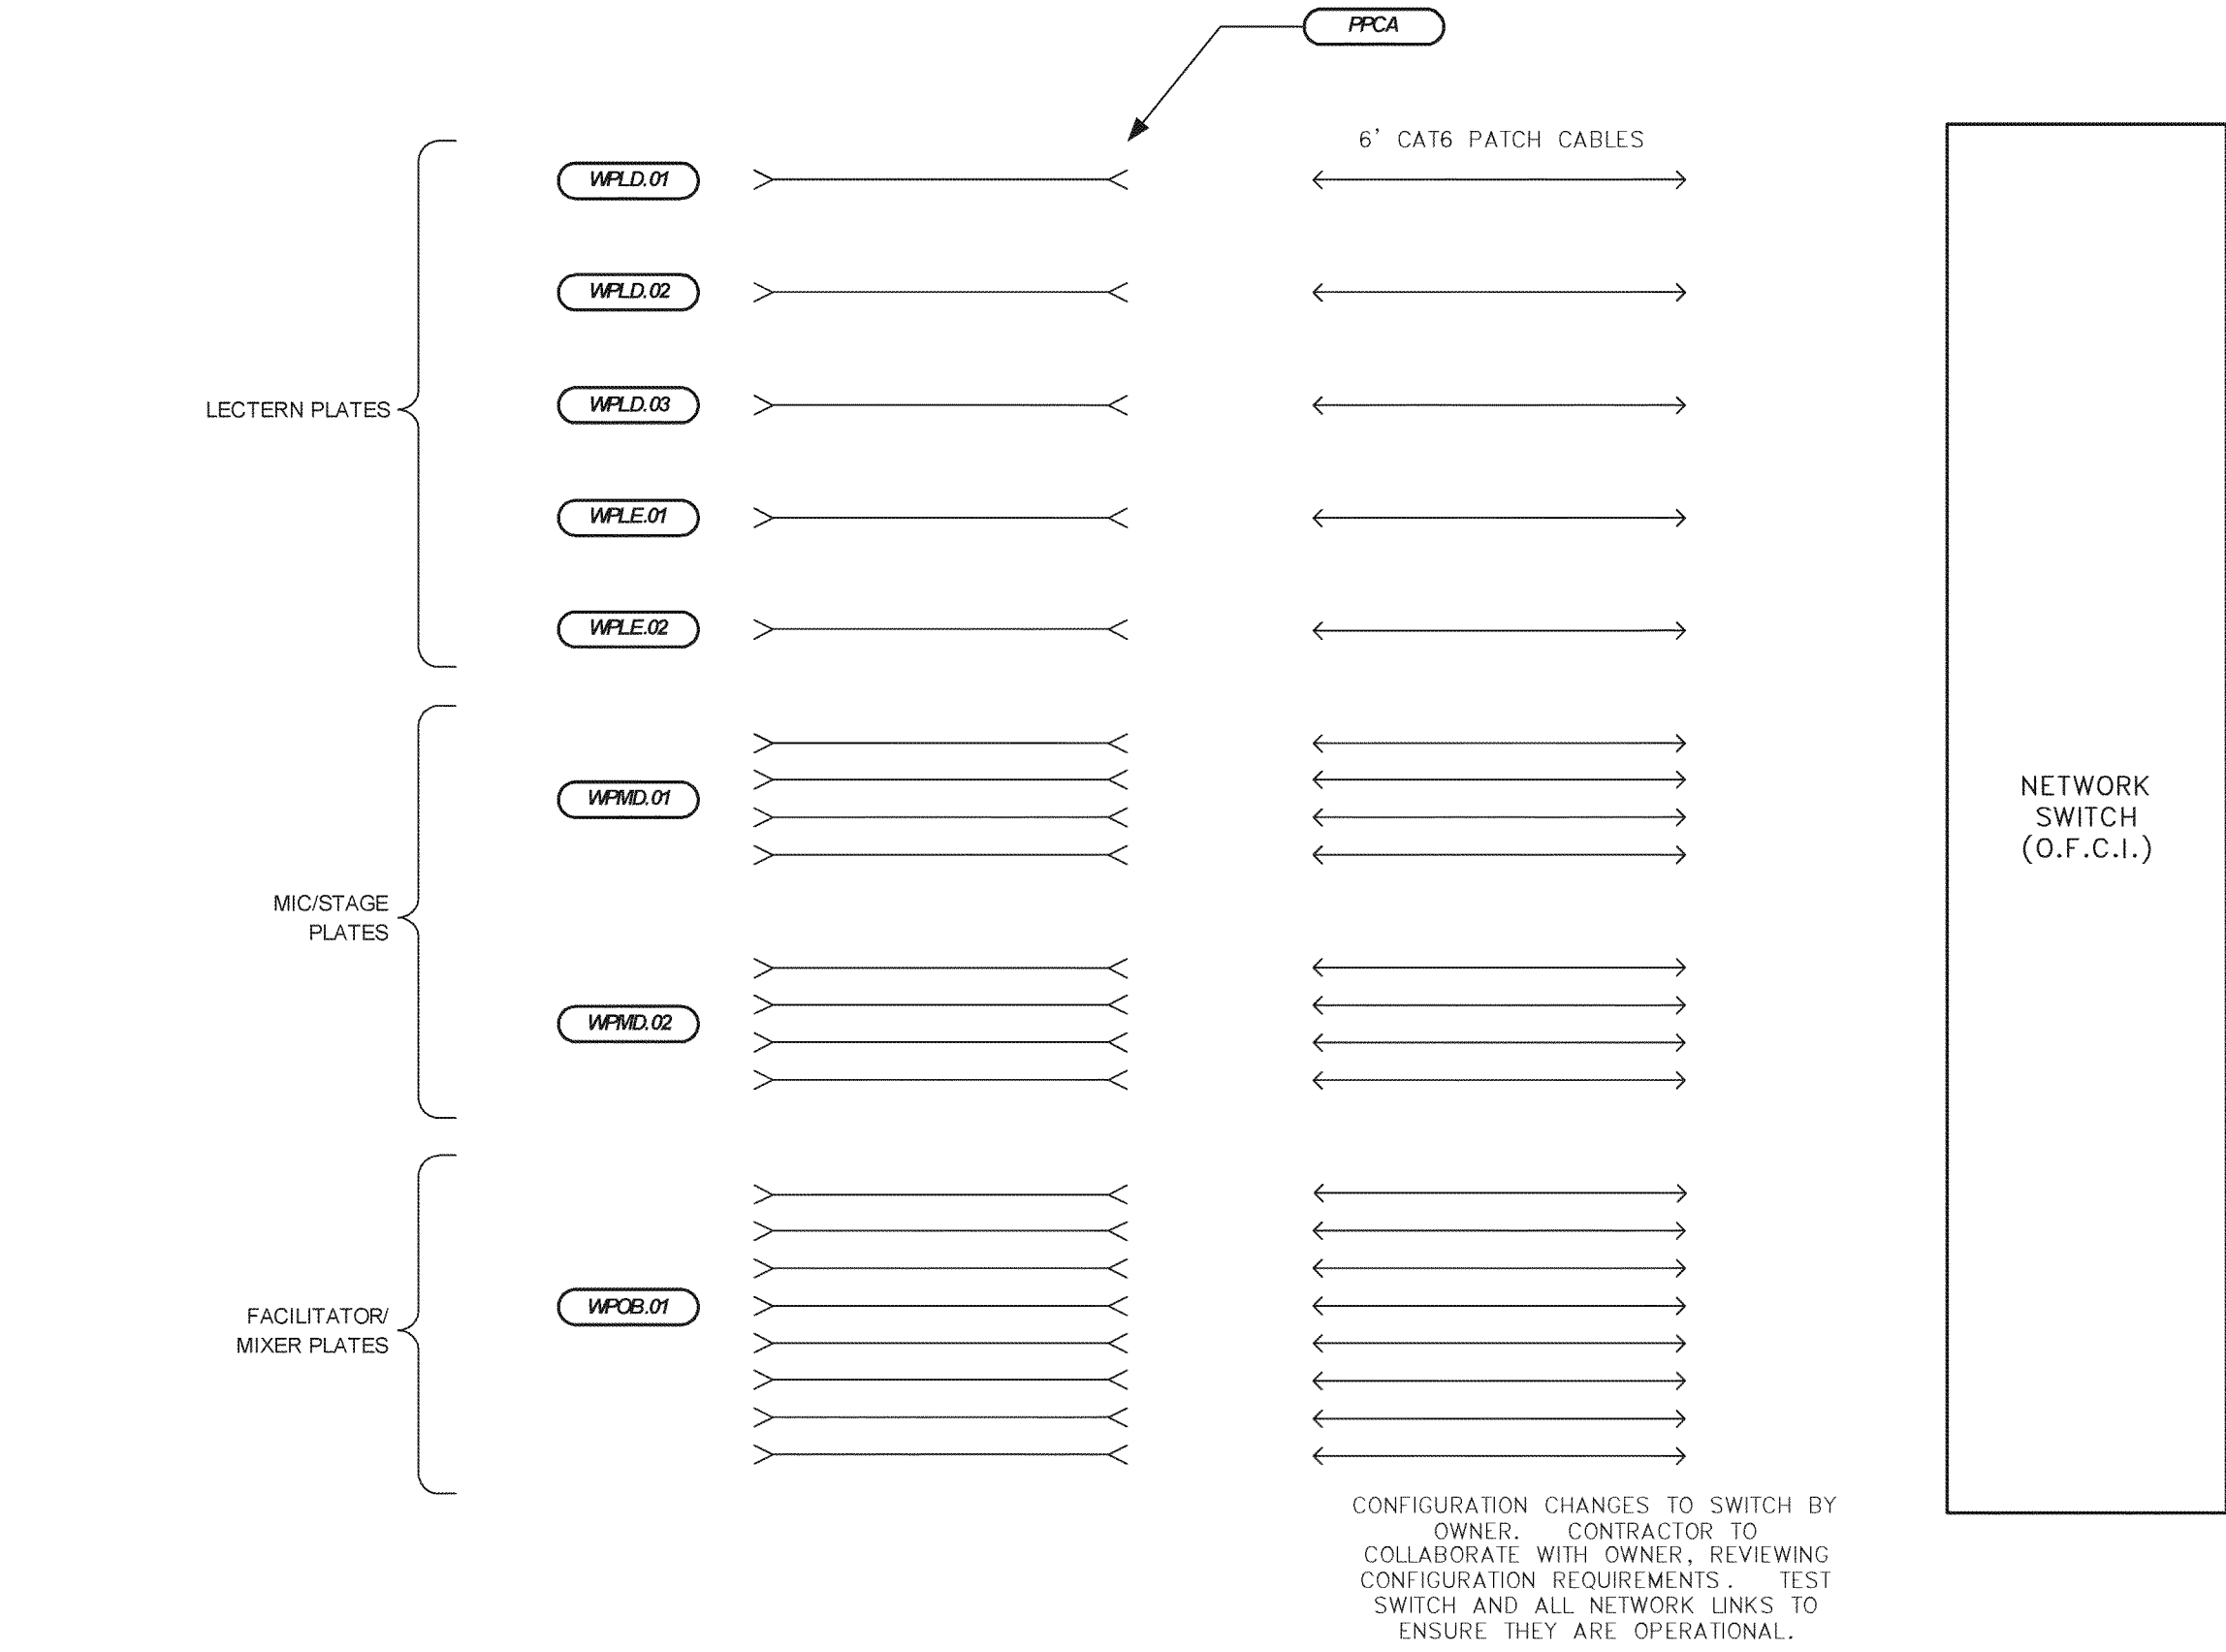 PPCA
6' CAT6 PATCH CABLES
WPLD.01
WPLD.02
LECTERN PLATES
WPLD.03
WPLE.01
WPLE.02
MIC/STAGE
PLATES
WPMD.01
WPMD.02
NETWORK
SWITCH
(O.F.C.I.)
FACILITATOR/
MIXER PLATES
WPOB.01
CONFIGURATION CHANGES TO SWITCH BY
OWNER. CONTRACTOR TO
COLLABORATE WITH OWNER, REVIEWING
CONFIGURATION REQUIREMENTS. TEST
SWITCH AND ALL NETWORK LINKS TO
ENSURE THEY ARE OPERATIONAL.